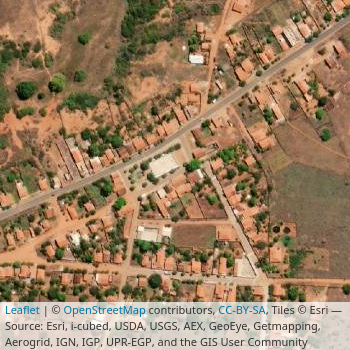 Leaflet | © OpenStreetMap contributors, CC-BY-SA, Tiles © Esri —
Source: Esri, i-cubed, USDA, USGS, AEX, GeoEye, Getmapping,
Aerogrid, IGN, IGP, UPR-EGP, and the GIS User Community